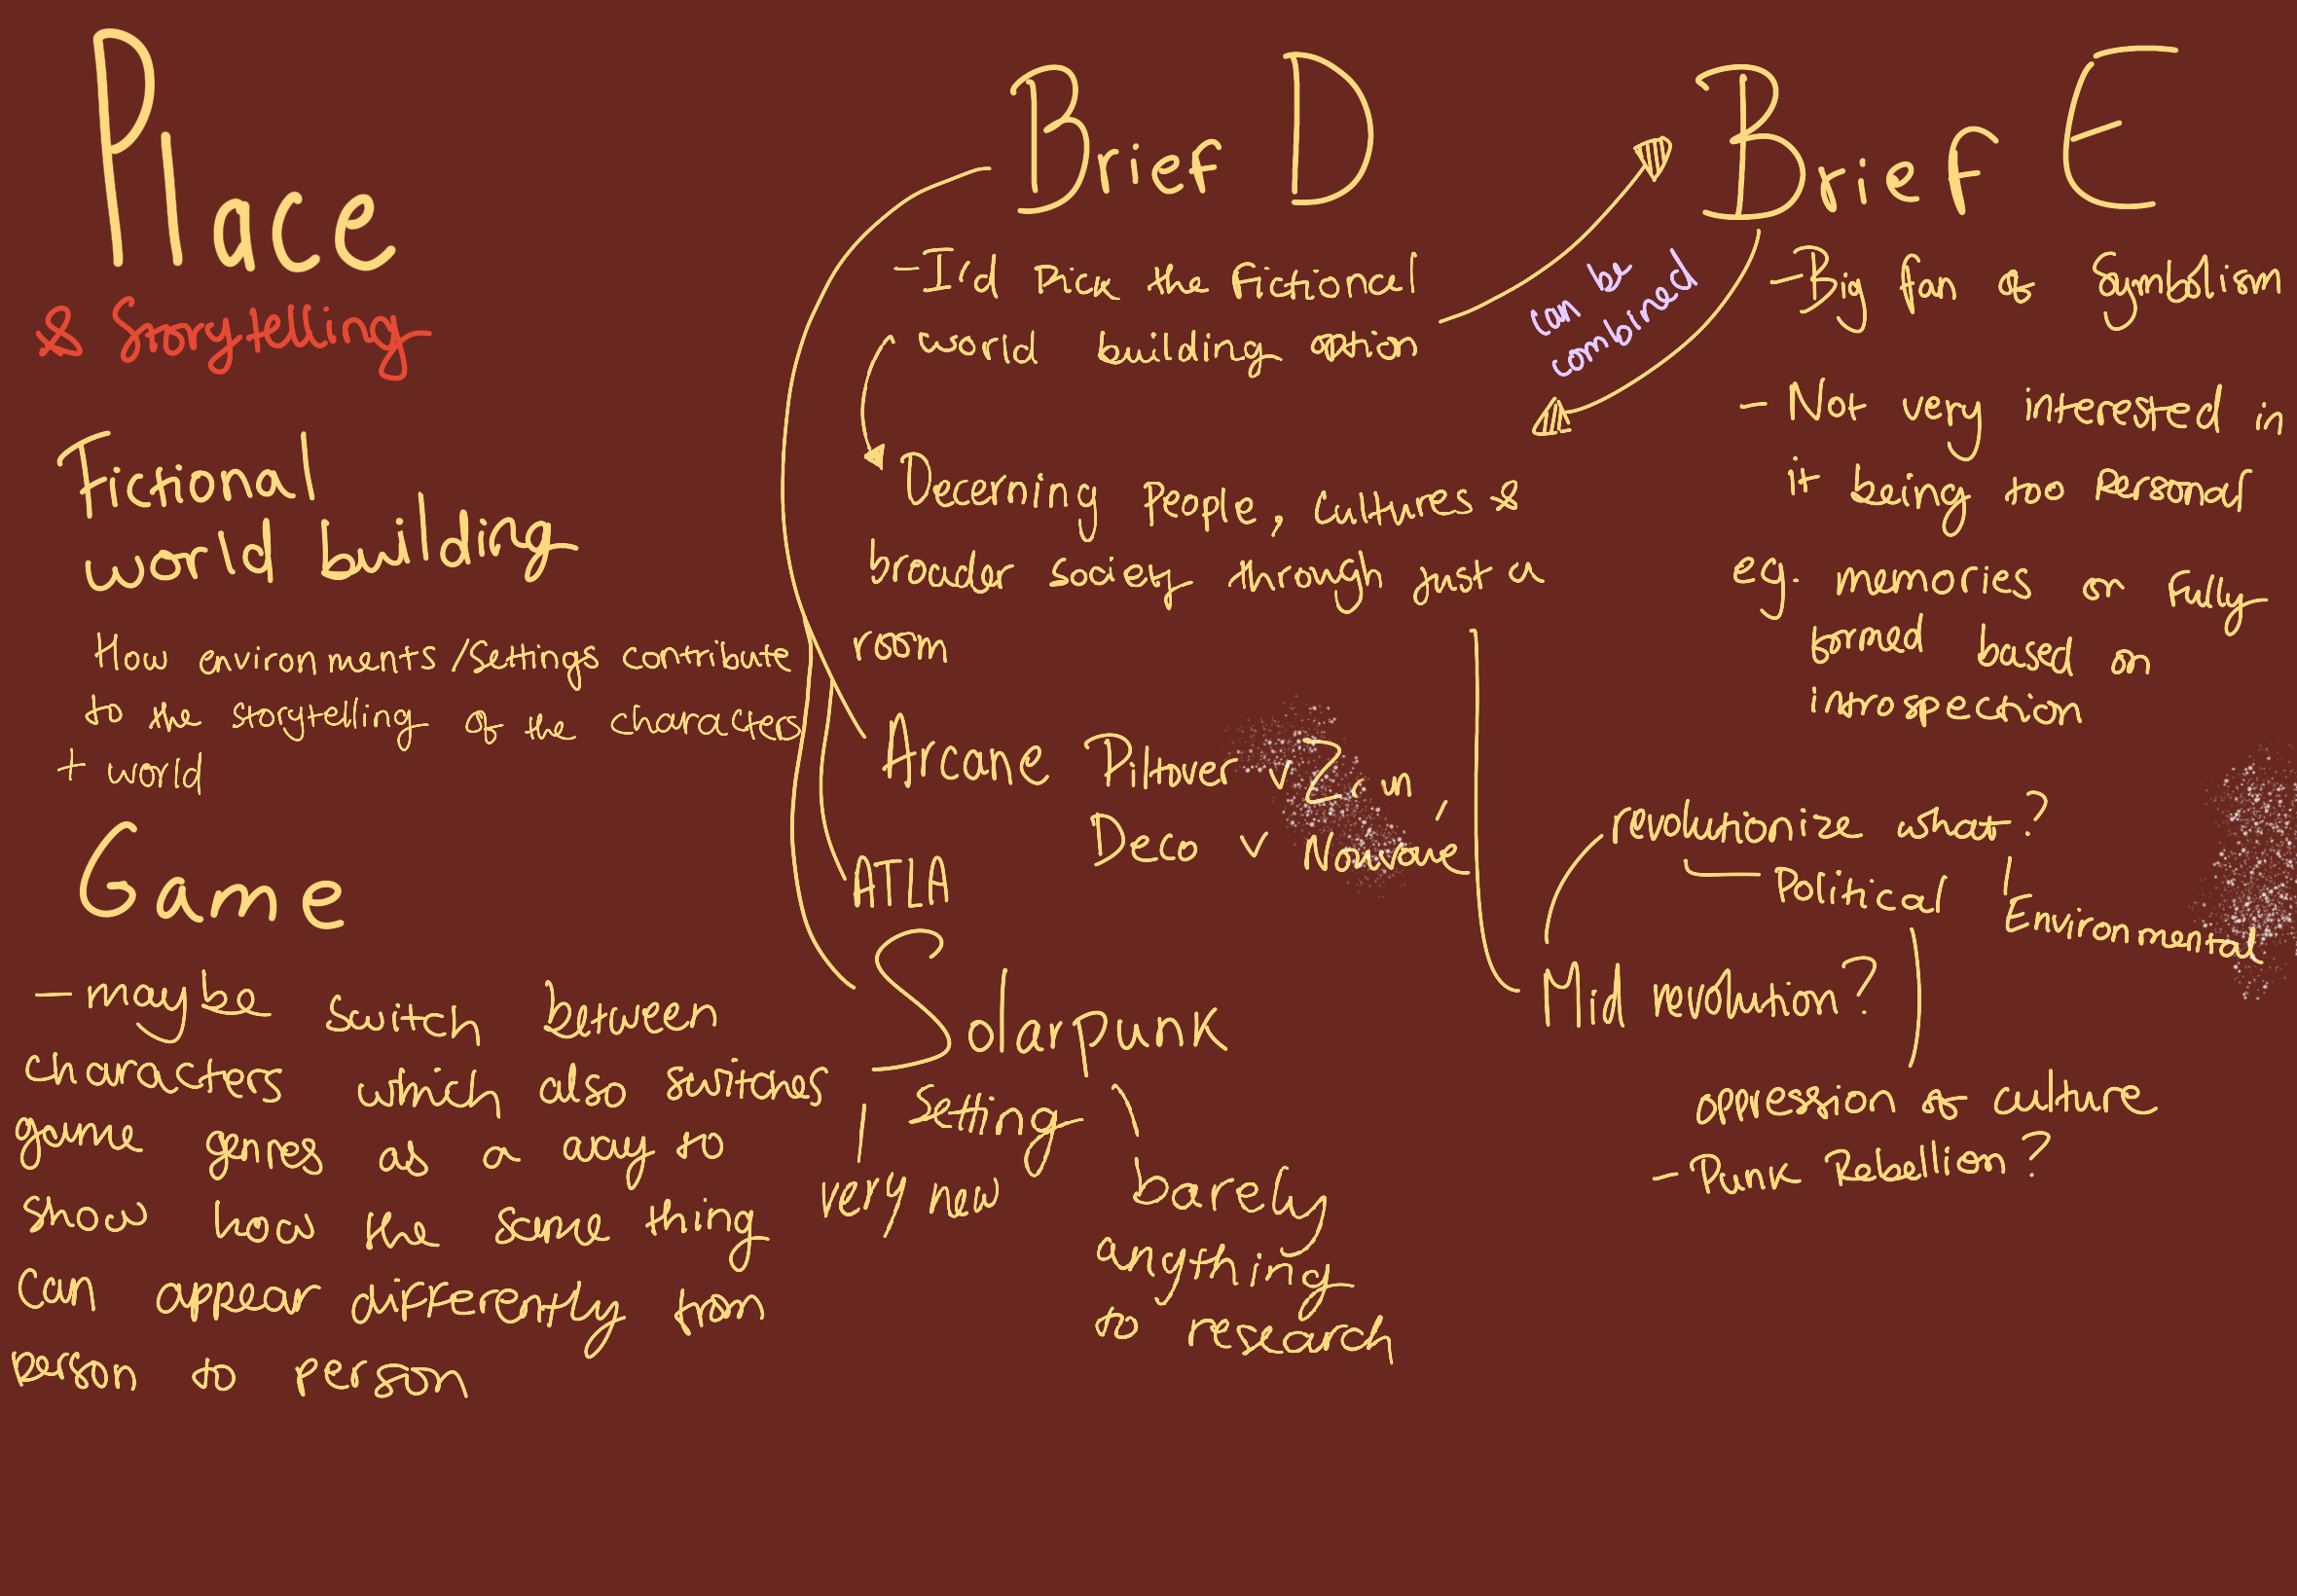 Place
& Storytelling
Fictional
world building
How environments/settings contribute
to the storytelling of the characters
+ world
Game
- maybe switch between
characters which also switches
game genres as a way to
show how the same thing
can appear differently from
person to person
Brief D
- I'd pick the fictional
world building option
Decerning people, cultures &
broader society through just a
room
Arcane Piltover v Zaun
Deco v Nouvoué
ATLA
Solarpunk
setting
very new
barely
anything
to research
can be
combined
Brief E
- Big fan of symbolism
- Not very interested in
it being too personal
eg. memories or fully
formed based on
introspection
revolutionize what?
Political
Environmental
Mid revolution?
oppression of culture
- Punk Rebellion?